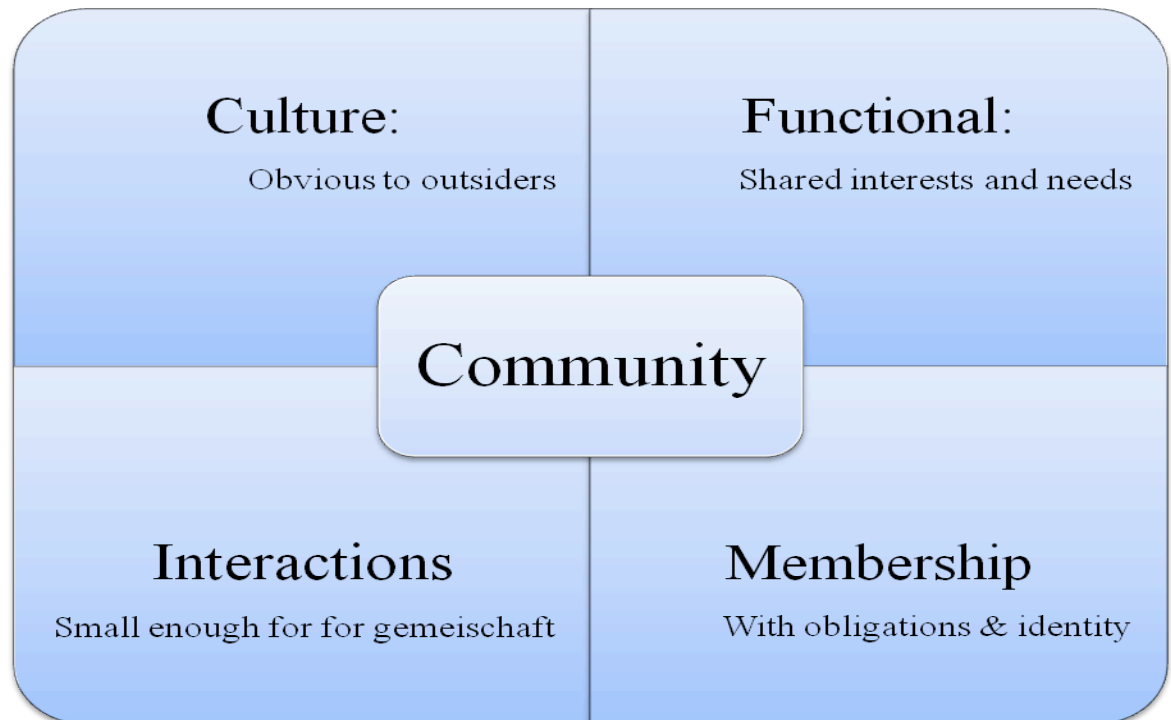 Culture:
Obvious to outsiders
Functional:
Shared interests and needs
Community
Interactions
Small enough for for gemeischaft
Membership
With obligations & identity